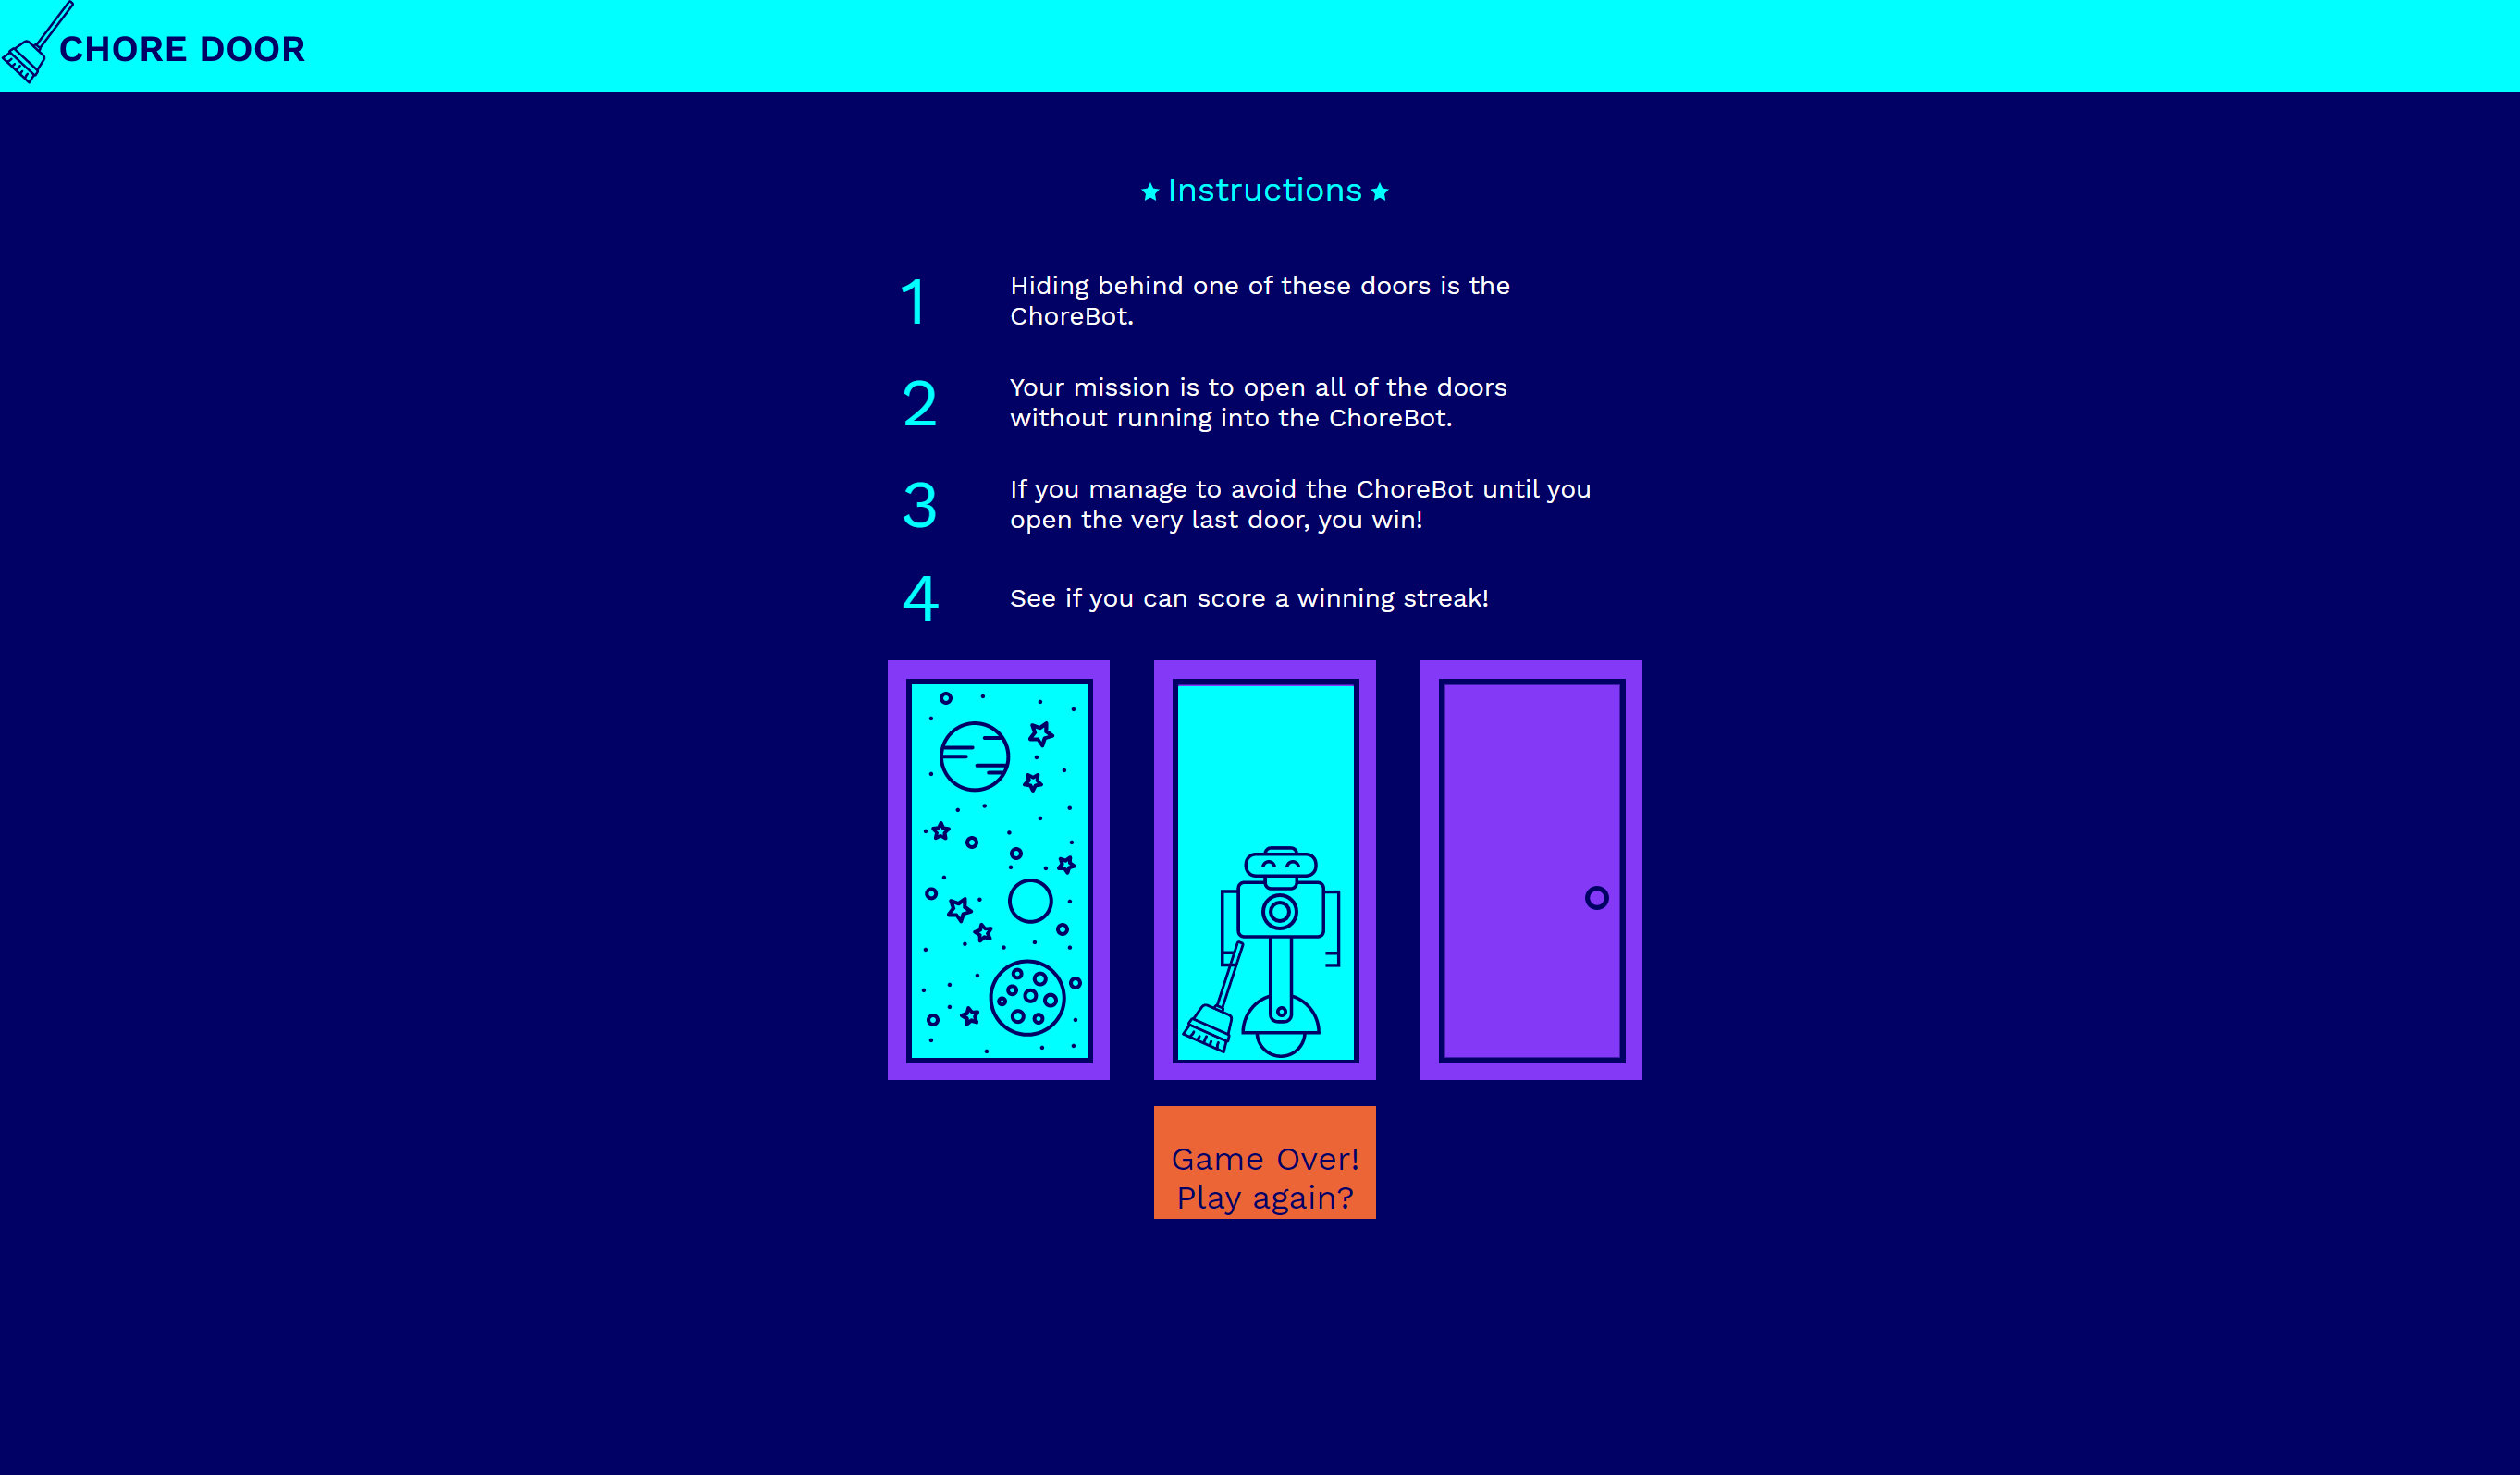 CHORE DOOR
Instructions
1
Hiding behind one of these doors is the
ChoreBot.
2
Your mission is to open all of the doors
without running into the ChoreBot.
3
If you manage to avoid the ChoreBot until you
open the very last door, you win!
4
See if you can score a winning streak!
Game Over!
Play again?